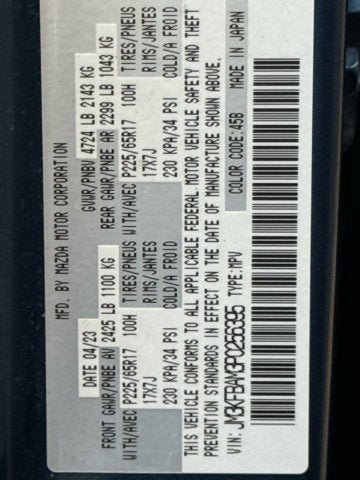 MFD. BY MAZDA MOTOR CORPORATION
DATE 04/23 GVWR/PNBV 4724 LB 2143 KG
FRONT GAWR/PNBE AV 2425 LB 1100 KG REAR GAWR/PNBE AR 2299 LB 1043 KG
WITH/AVEC P225/65R17 100H TIRES/PNEUS WITH/AVEC P225/65R17 100H TIRES/PNEUS
17X7J RIMS/JANTES 17X7J RIMS/JANTES
230 KPA/34 PSI COLD/A FROID 230 KPA/34 PSI COLD/A FROID
THIS VEHICLE CONFORMS TO ALL APPLICABLE FEDERAL MOTOR VEHICLE SAFETY AND THEFT
PREVENTION STANDARDS IN EFFECT ON THE DATE OF MANUFACTURE SHOWN ABOVE.
VIN: JM3KFBAM3P0256395 TYPE:MPV COLOR CODE:45B MADE IN JAPAN